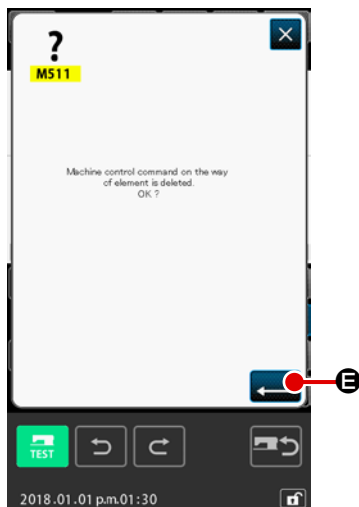 ?
M511
Machine control command on the way
of element is deleted.
OK ?
E
TEST
2018.01.01 p.m.01:30